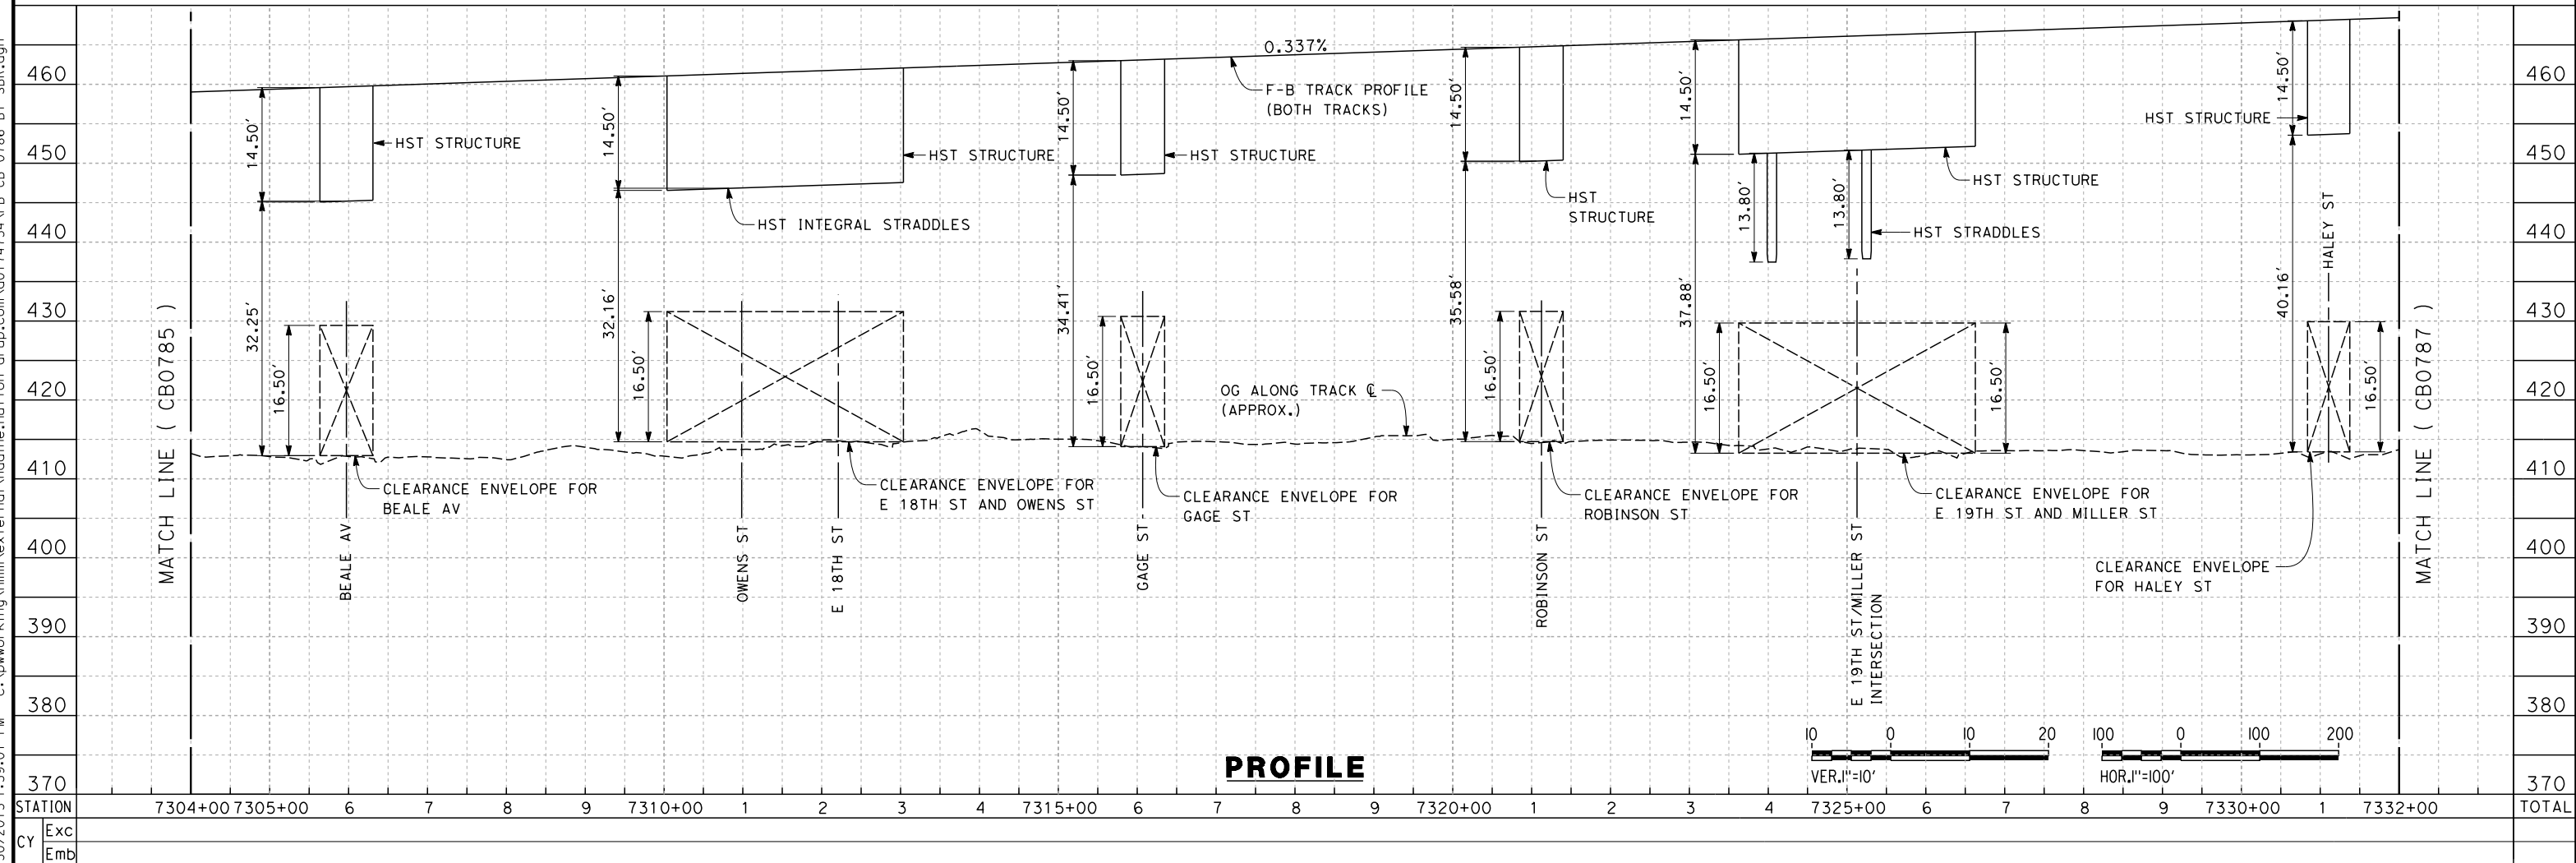 PROFILE
0.337%
F-B TRACK PROFILE
(BOTH TRACKS)
460
450
440
430
420
410
400
390
380
370
460
450
440
430
420
410
400
390
380
370
MATCH LINE ( CBO785 )
14.50'
32.25'
16.50'
HST STRUCTURE
CLEARANCE ENVELOPE FOR
BEALE AV
BEALE AV
14.50'
32.16'
16.50'
HST STRUCTURE
HST INTEGRAL STRADDLES
CLEARANCE ENVELOPE FOR
E 18TH ST AND OWENS ST
OWENS ST
E 18TH ST
14.50'
34.41'
16.50'
HST STRUCTURE
CLEARANCE ENVELOPE FOR
GAGE ST
GAGE ST
OG ALONG TRACK ℄
(APPROX.)
14.50'
35.58'
16.50'
HST
STRUCTURE
CLEARANCE ENVELOPE FOR
ROBINSON ST
ROBINSON ST
14.50'
37.88'
13.80'
13.80'
16.50'
16.50'
HST STRUCTURE
HST STRADDLES
CLEARANCE ENVELOPE FOR
E 19TH ST AND MILLER ST
E 19TH ST/MILLER ST
INTERSECTION
14.50'
40.16'
16.50'
HST STRUCTURE
HALEY ST
CLEARANCE ENVELOPE
FOR HALEY ST
MATCH LINE ( CBO787 )
10 0 10 20
VER.1"=10'
100 0 100 200
HOR.1"=100'
STATION 7304+00 7305+00 6 7 8 9 7310+00 1 2 3 4 7315+00 6 7 8 9 7320+00 1 2 3 4 7325+00 6 7 8 9 7330+00 1 7332+00 TOTAL
CY
Exc
Emb